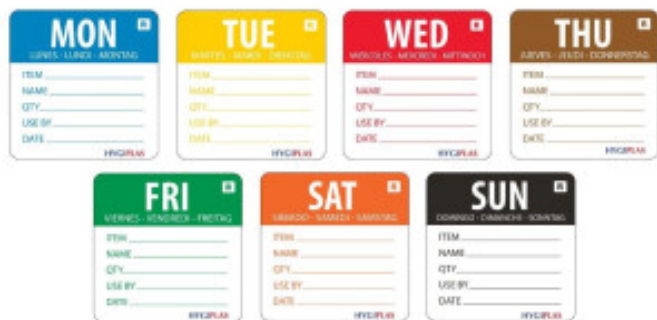 MON
LUNES - LUNDI - MONTAG
ITEM
NAME
QTY
USE BY
DATE
HYGIPLAS
TUE
MARTES - MARDI - DIENSTAG
ITEM
NAME
QTY
USE BY
DATE
HYGIPLAS
WED
MIERCOLES - MERCREDI - MITTWOCH
ITEM
NAME
QTY
USE BY
DATE
HYGIPLAS
THU
JUEVES - JEUDI - DONNERSTAG
ITEM
NAME
QTY
USE BY
DATE
HYGIPLAS
FRI
VIERNES - VENDREDI - FREITAG
ITEM
NAME
QTY
USE BY
DATE
HYGIPLAS
SAT
SABADO - SAMEDI - SAMSTAG
ITEM
NAME
QTY
USE BY
DATE
HYGIPLAS
SUN
DOMINGO - DIMANCHE - SONNTAG
ITEM
NAME
QTY
USE BY
DATE
HYGIPLAS